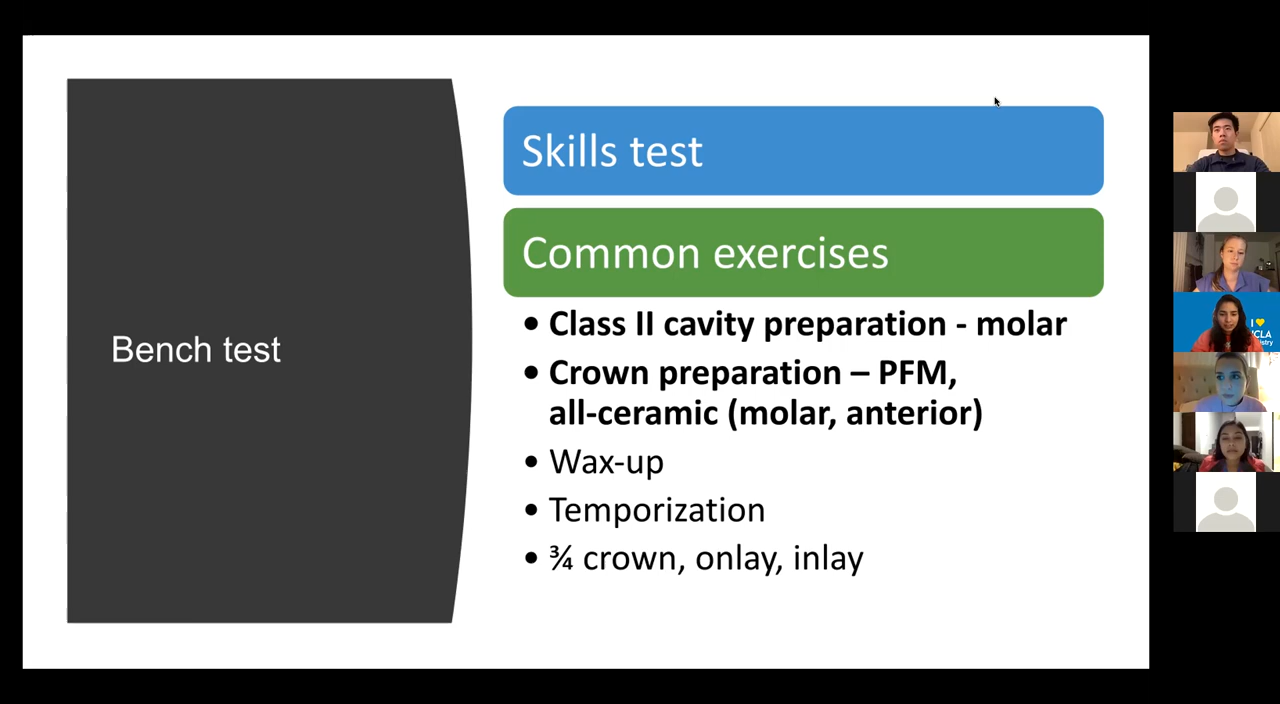 Bench test
Skills test
Common exercises
• Class II cavity preparation - molar
• Crown preparation – PFM,
all-ceramic (molar, anterior)
• Wax-up
• Temporization
• ¾ crown, onlay, inlay
I 💛
UCLA